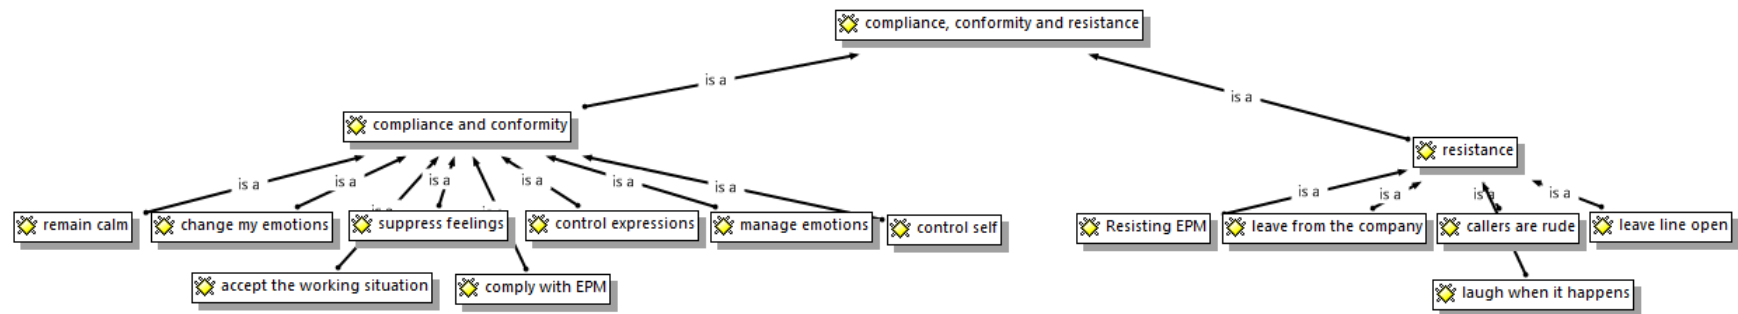 compliance, conformity and resistance
is a
is a
compliance and conformity
resistance
is a
is a
is a
is a
is a
is a
is a
is a
is a
is a
remain calm
change my emotions
suppress feelings
control expressions
manage emotions
control self
Resisting EPM
leave from the company
callers are rude
leave line open
accept the working situation
comply with EPM
laugh when it happens